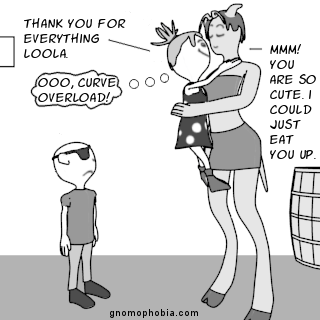 THANK YOU FOR
EVERYTHING
LOOLA.
OOO, CURVE
OVERLOAD!
MMM!
YOU
ARE SO
CUTE. I
COULD
JUST
EAT
YOU UP.
gnomophobia.com